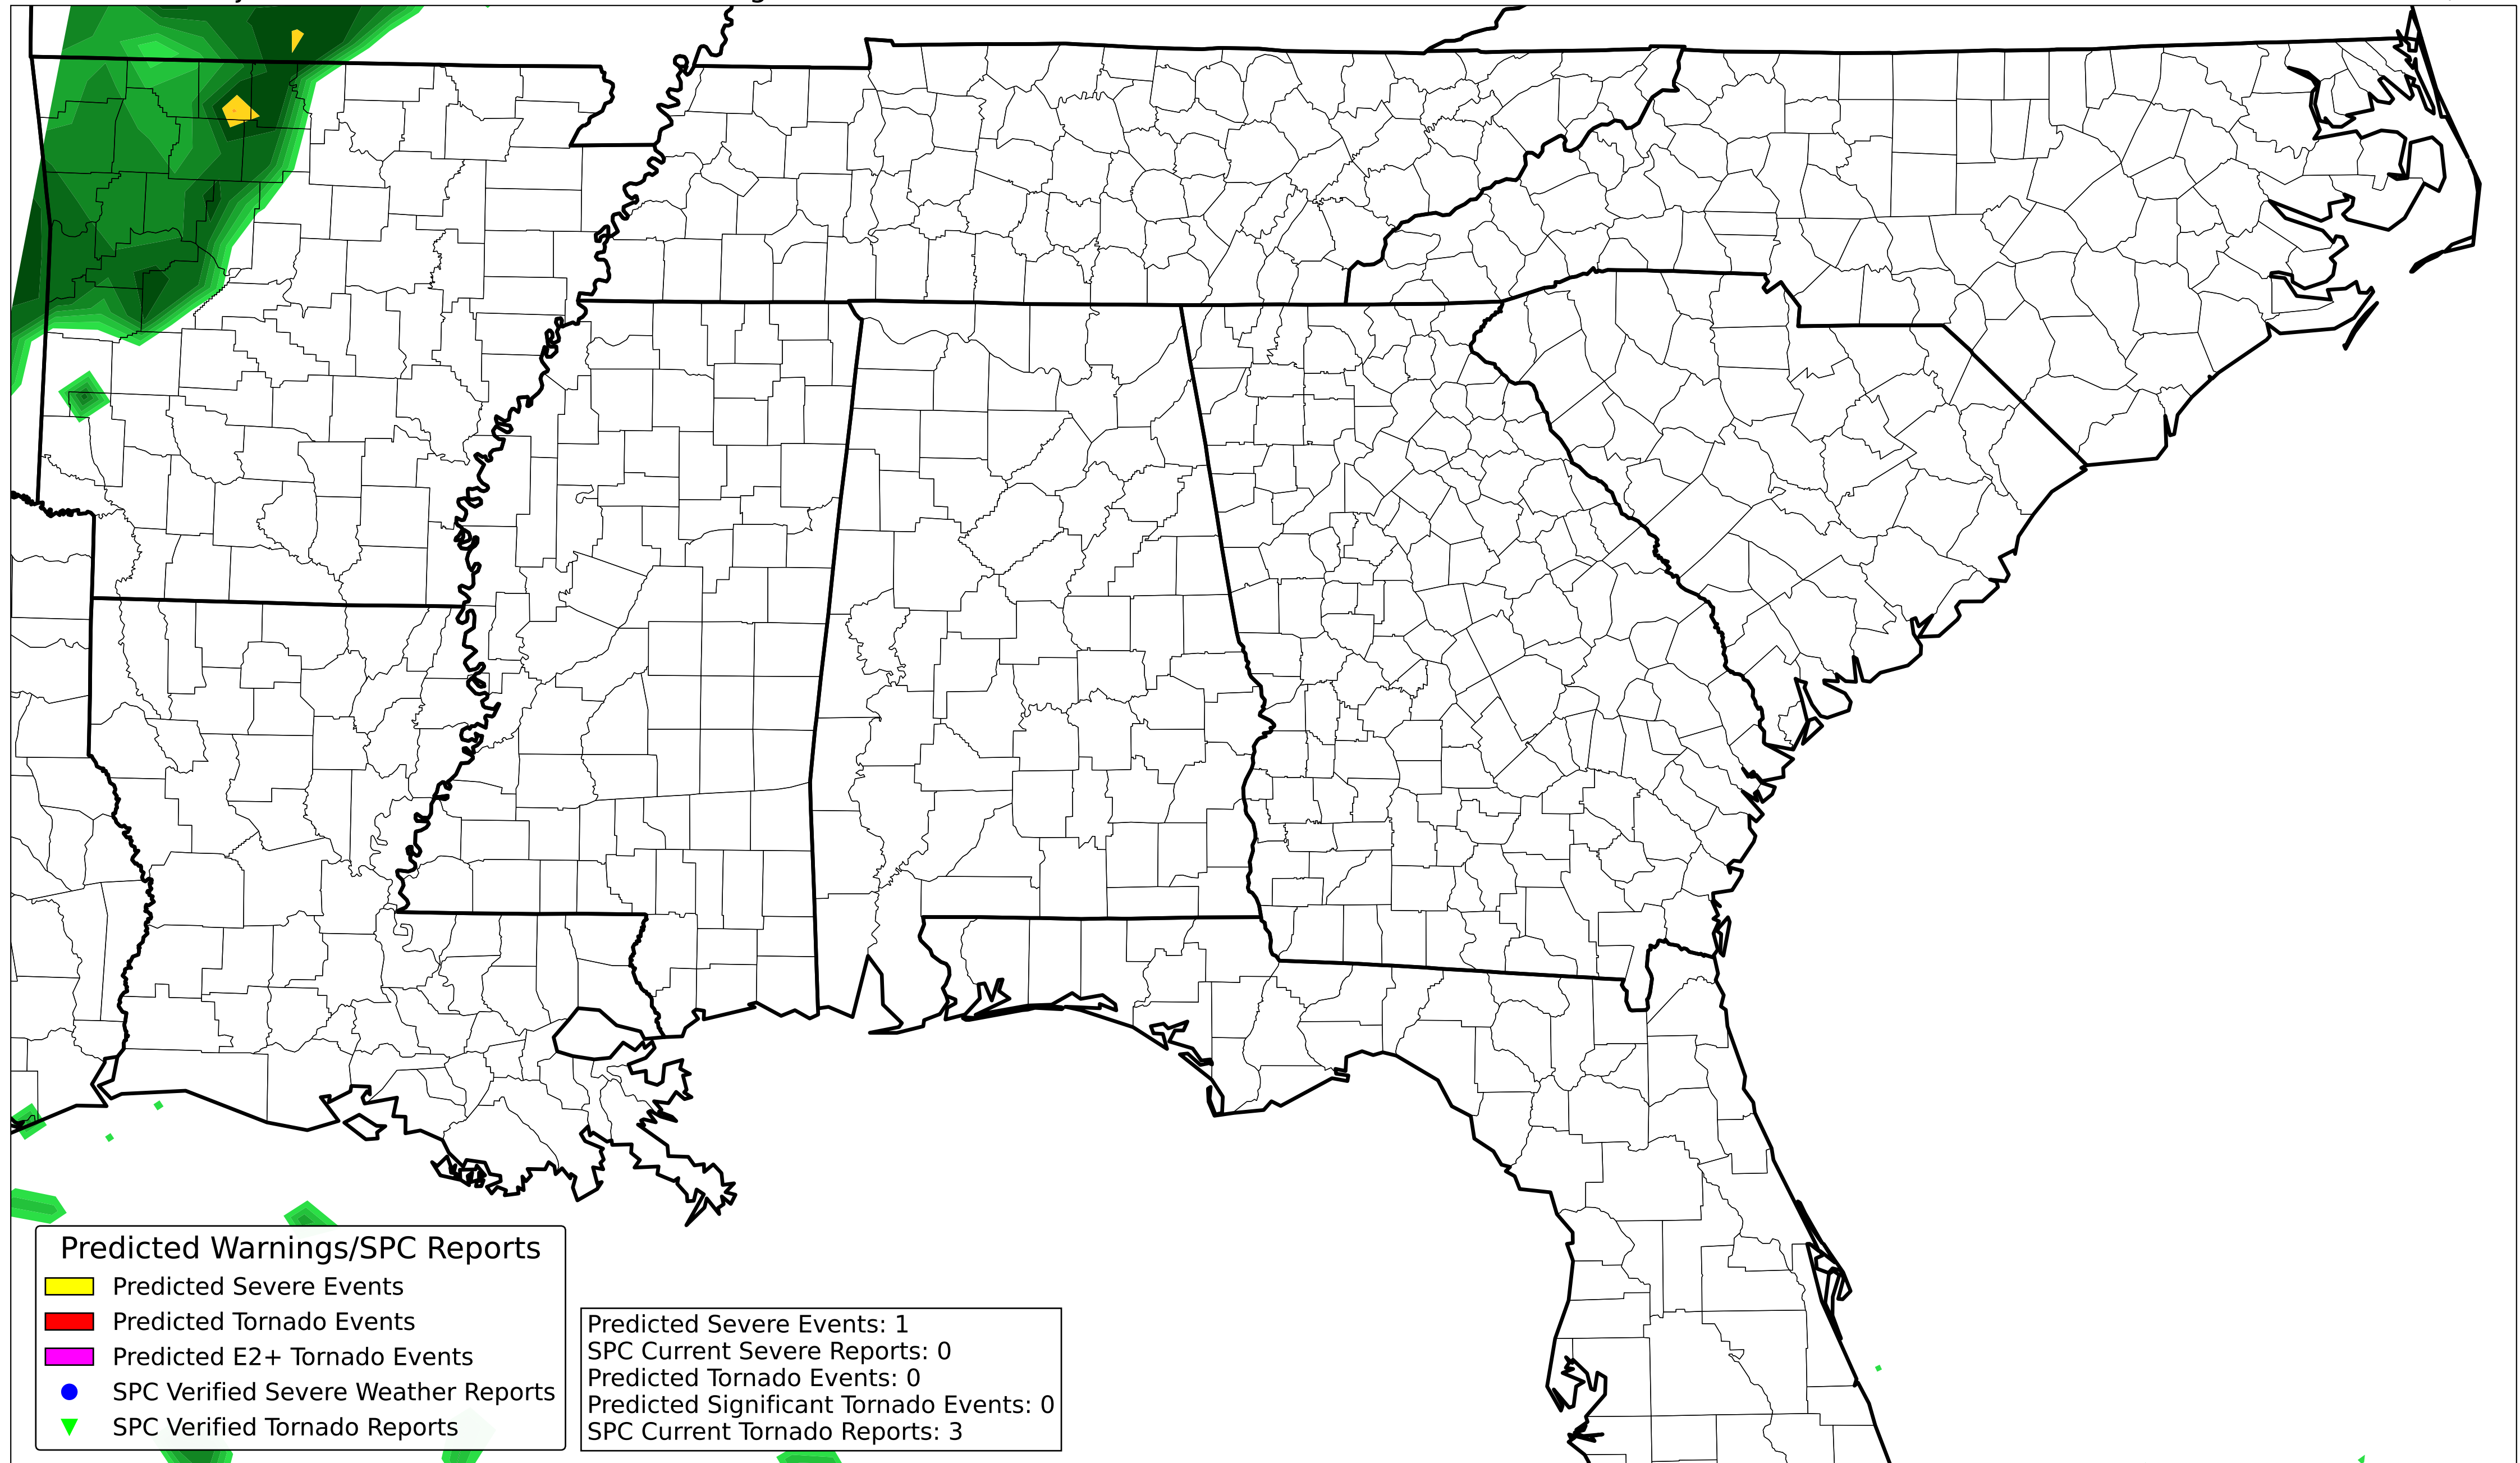 Predicted Warnings/SPC Reports
Predicted Severe Events
Predicted Tornado Events
Predicted E2+ Tornado Events
SPC Verified Severe Weather Reports
SPC Verified Tornado Reports
Predicted Severe Events: 1
SPC Current Severe Reports: 0
Predicted Tornado Events: 0
Predicted Significant Tornado Events: 0
SPC Current Tornado Reports: 3